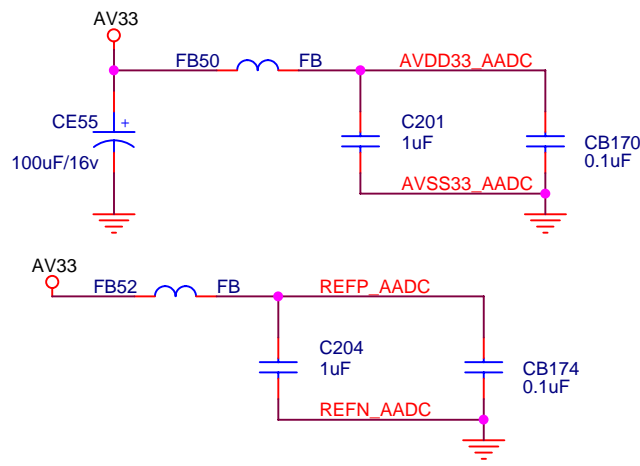 AV33
FB50 FB AVDD33_AADC
CE55 +
100uF/16v
C201
1uF
CB170
0.1uF
AVSS33_AADC
AV33
FB52 FB REFP_AADC
C204
1uF
CB174
0.1uF
REFN_AADC